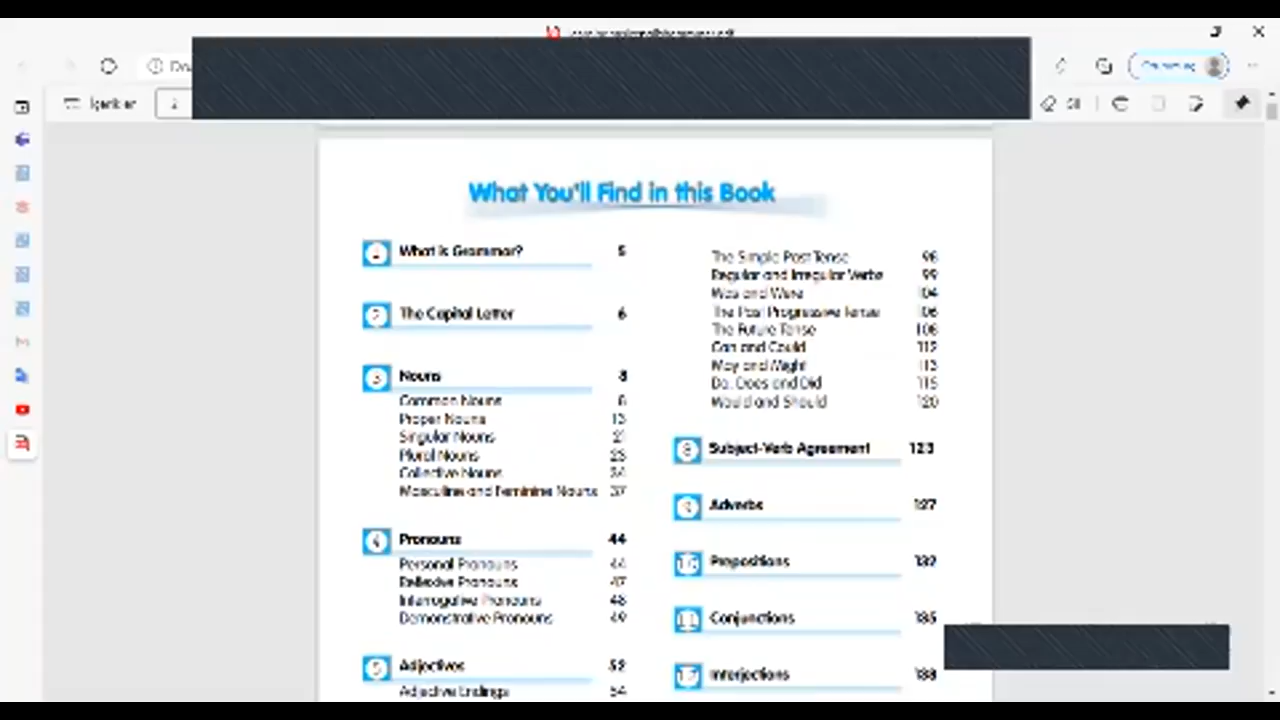 İçerikler
2
What You'll Find in this Book
What is Grammar? 5
2 The Capital Letter 6
3 Nouns 8
Common Nouns 8
Proper Nouns 13
Singular Nouns 21
Plural Nouns 23
Collective Nouns 34
Masculine and Feminine Nouns 37
4 Pronouns 44
Personal Pronouns 44
Reflexive Pronouns 47
Interrogative Pronouns 48
Demonstrative Pronouns 49
5 Adjectives 52
Adjective Endings 54
The Simple Past Tense 96
Regular and Irregular Verbs 99
Was and Were 104
The Past Progressive Tense 106
The Future Tense 108
Can and Could 112
May and Might 113
Do, Does and Did 115
Would and Should 120
8 Subject-Verb Agreement 123
9 Adverbs 127
10 Prepositions 132
11 Conjunctions 135
12 Interjections 138